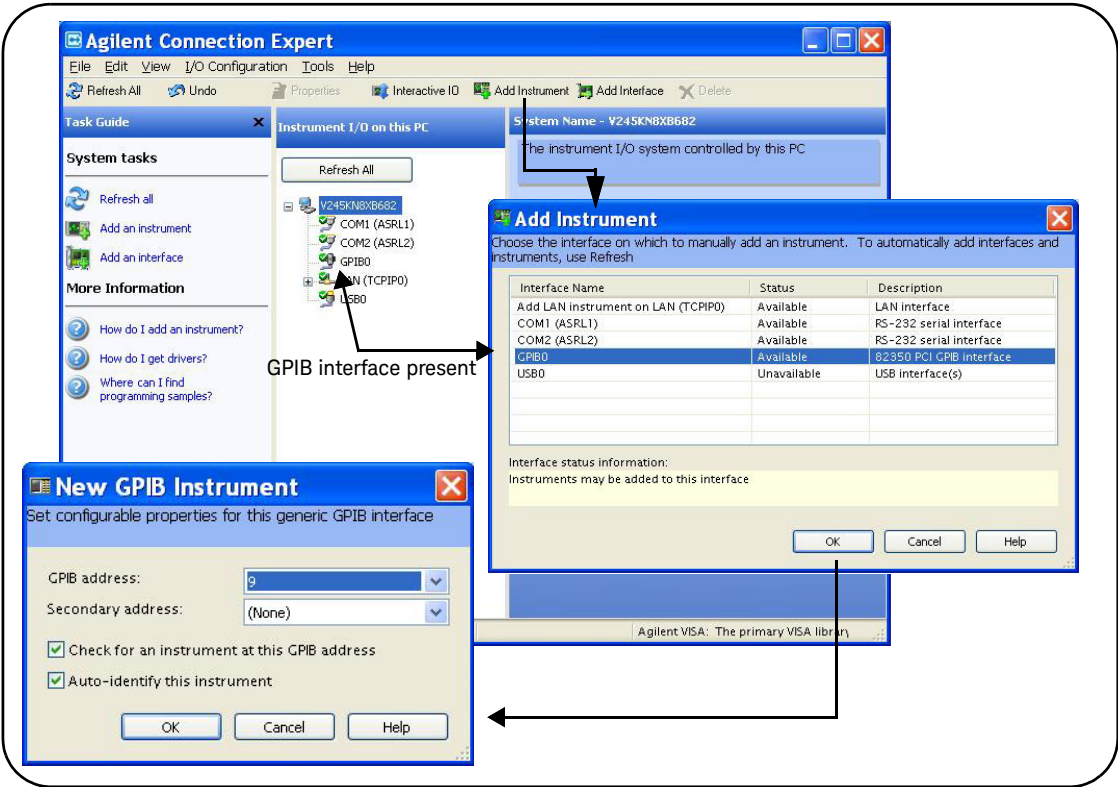 Agilent Connection Expert
File Edit View I/O Configuration Tools Help
Refresh All Undo Properties Interactive IO Add Instrument Add Interface Delete
Task Guide
System tasks
Refresh all
Add an instrument
Add an interface
More Information
How do I add an instrument?
How do I get drivers?
Where can I find
programming samples?
Instrument I/O on this PC
Refresh All
V245KN8XB682
COM1 (ASRL1)
COM2 (ASRL2)
GPIB0
LAN (TCPIP0)
USB0
GPIB interface present
System Name - V245KN8XB682
The instrument I/O system controlled by this PC
Add Instrument
Choose the interface on which to manually add an instrument. To automatically add interfaces and
instruments, use Refresh
Interface Name Status Description
Add LAN instrument on LAN (TCPIP0) Available LAN interface
COM1 (ASRL1) Available RS-232 serial interface
COM2 (ASRL2) Available RS-232 serial interface
GPIB0 Available 82350 PCI GPIB interface
USB0 Unavailable USB interface(s)
Interface status information:
Instruments may be added to this interface
OK Cancel Help
Agilent VISA: The primary VISA library
New GPIB Instrument
Set configurable properties for this generic GPIB interface
GPIB address: 9
Secondary address: (None)
Check for an instrument at this GPIB address
Auto-identify this instrument
OK Cancel Help